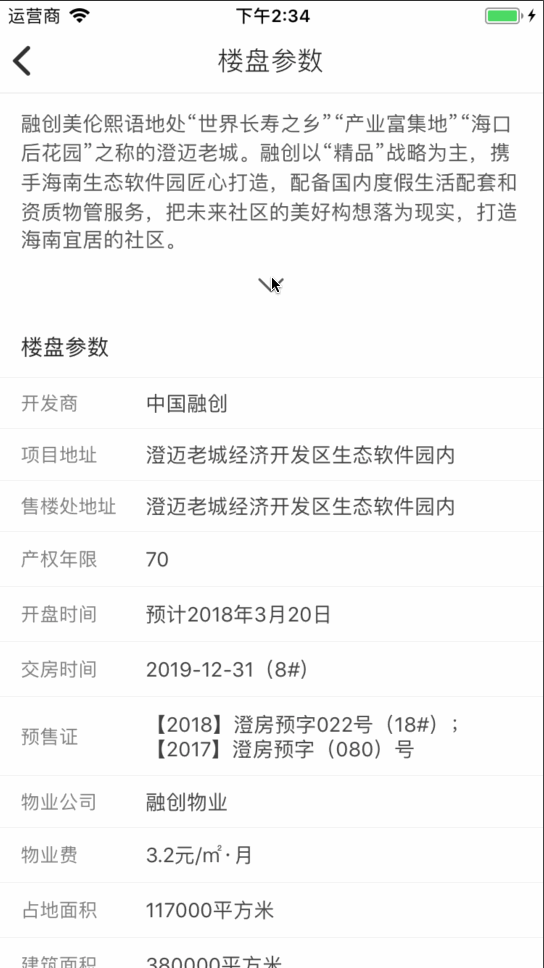 运营商 下午2:34
楼盘参数
融创美伦熙语地处“世界长寿之乡”“产业富集地”“海口
后花园”之称的澄迈老城。融创以“精品”战略为主，携
手海南生态软件园匠心打造，配备国内度假生活配套和
资质物管服务，把未来社区的美好构想落为现实，打造
海南宜居的社区。
楼盘参数
开发商 中国融创
项目地址 澄迈老城经济开发区生态软件园内
售楼处地址 澄迈老城经济开发区生态软件园内
产权年限 70
开盘时间 预计2018年3月20日
交房时间 2019-12-31（8#）
预售证 【2018】澄房预字022号（18#）；
【2017】澄房预字（080）号
物业公司 融创物业
物业费 3.2元/㎡·月
占地面积 117000平方米
建筑面积 380000平方米